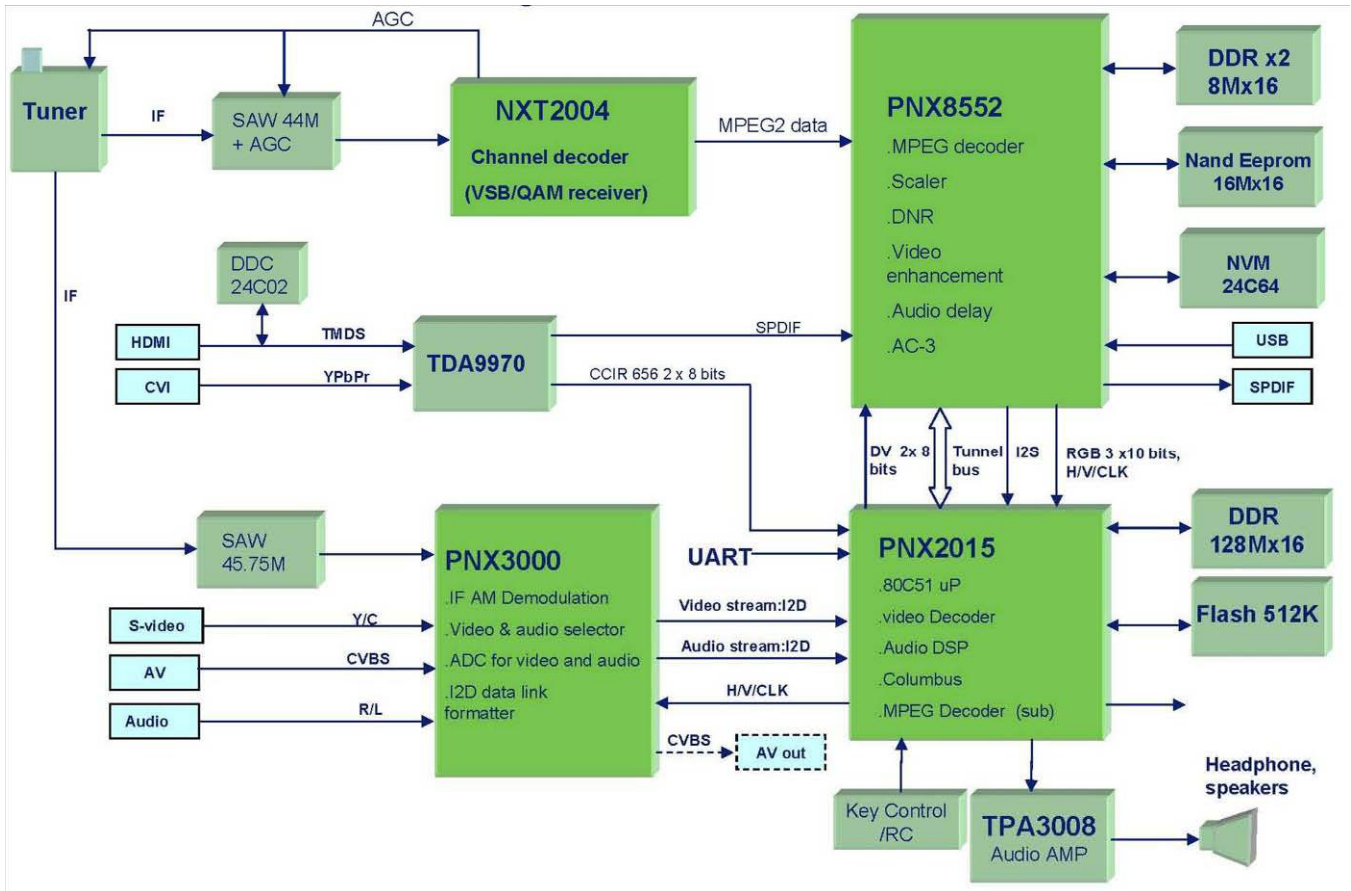 AGC
Tuner
IF
SAW 44M
+ AGC
NXT2004
Channel decoder
(VSB/QAM receiver)
MPEG2 data
PNX8552
.MPEG decoder
.Scaler
.DNR
.Video
enhancement
.Audio delay
.AC-3
DDR x2
8Mx16
Nand Eeprom
16Mx16
NVM
24C64
USB
SPDIF
IF
DDC
24C02
HDMI
TMDS
CVI
YPbPr
TDA9970
SPDIF
CCIR 656 2 x 8 bits
DV 2x 8
bits
Tunnel
bus
I2S
RGB 3 x10 bits,
H/V/CLK
SAW
45.75M
S-video
Y/C
AV
CVBS
Audio
R/L
PNX3000
.IF AM Demodulation
.Video & audio selector
.ADC for video and audio
.I2D data link
formatter
UART
Video stream:I2D
Audio stream:I2D
H/V/CLK
CVBS
AV out
PNX2015
.80C51 uP
.video Decoder
.Audio DSP
.Columbus
.MPEG Decoder (sub)
DDR
128Mx16
Flash 512K
Key Control
/RC
TPA3008
Audio AMP
Headphone,
speakers